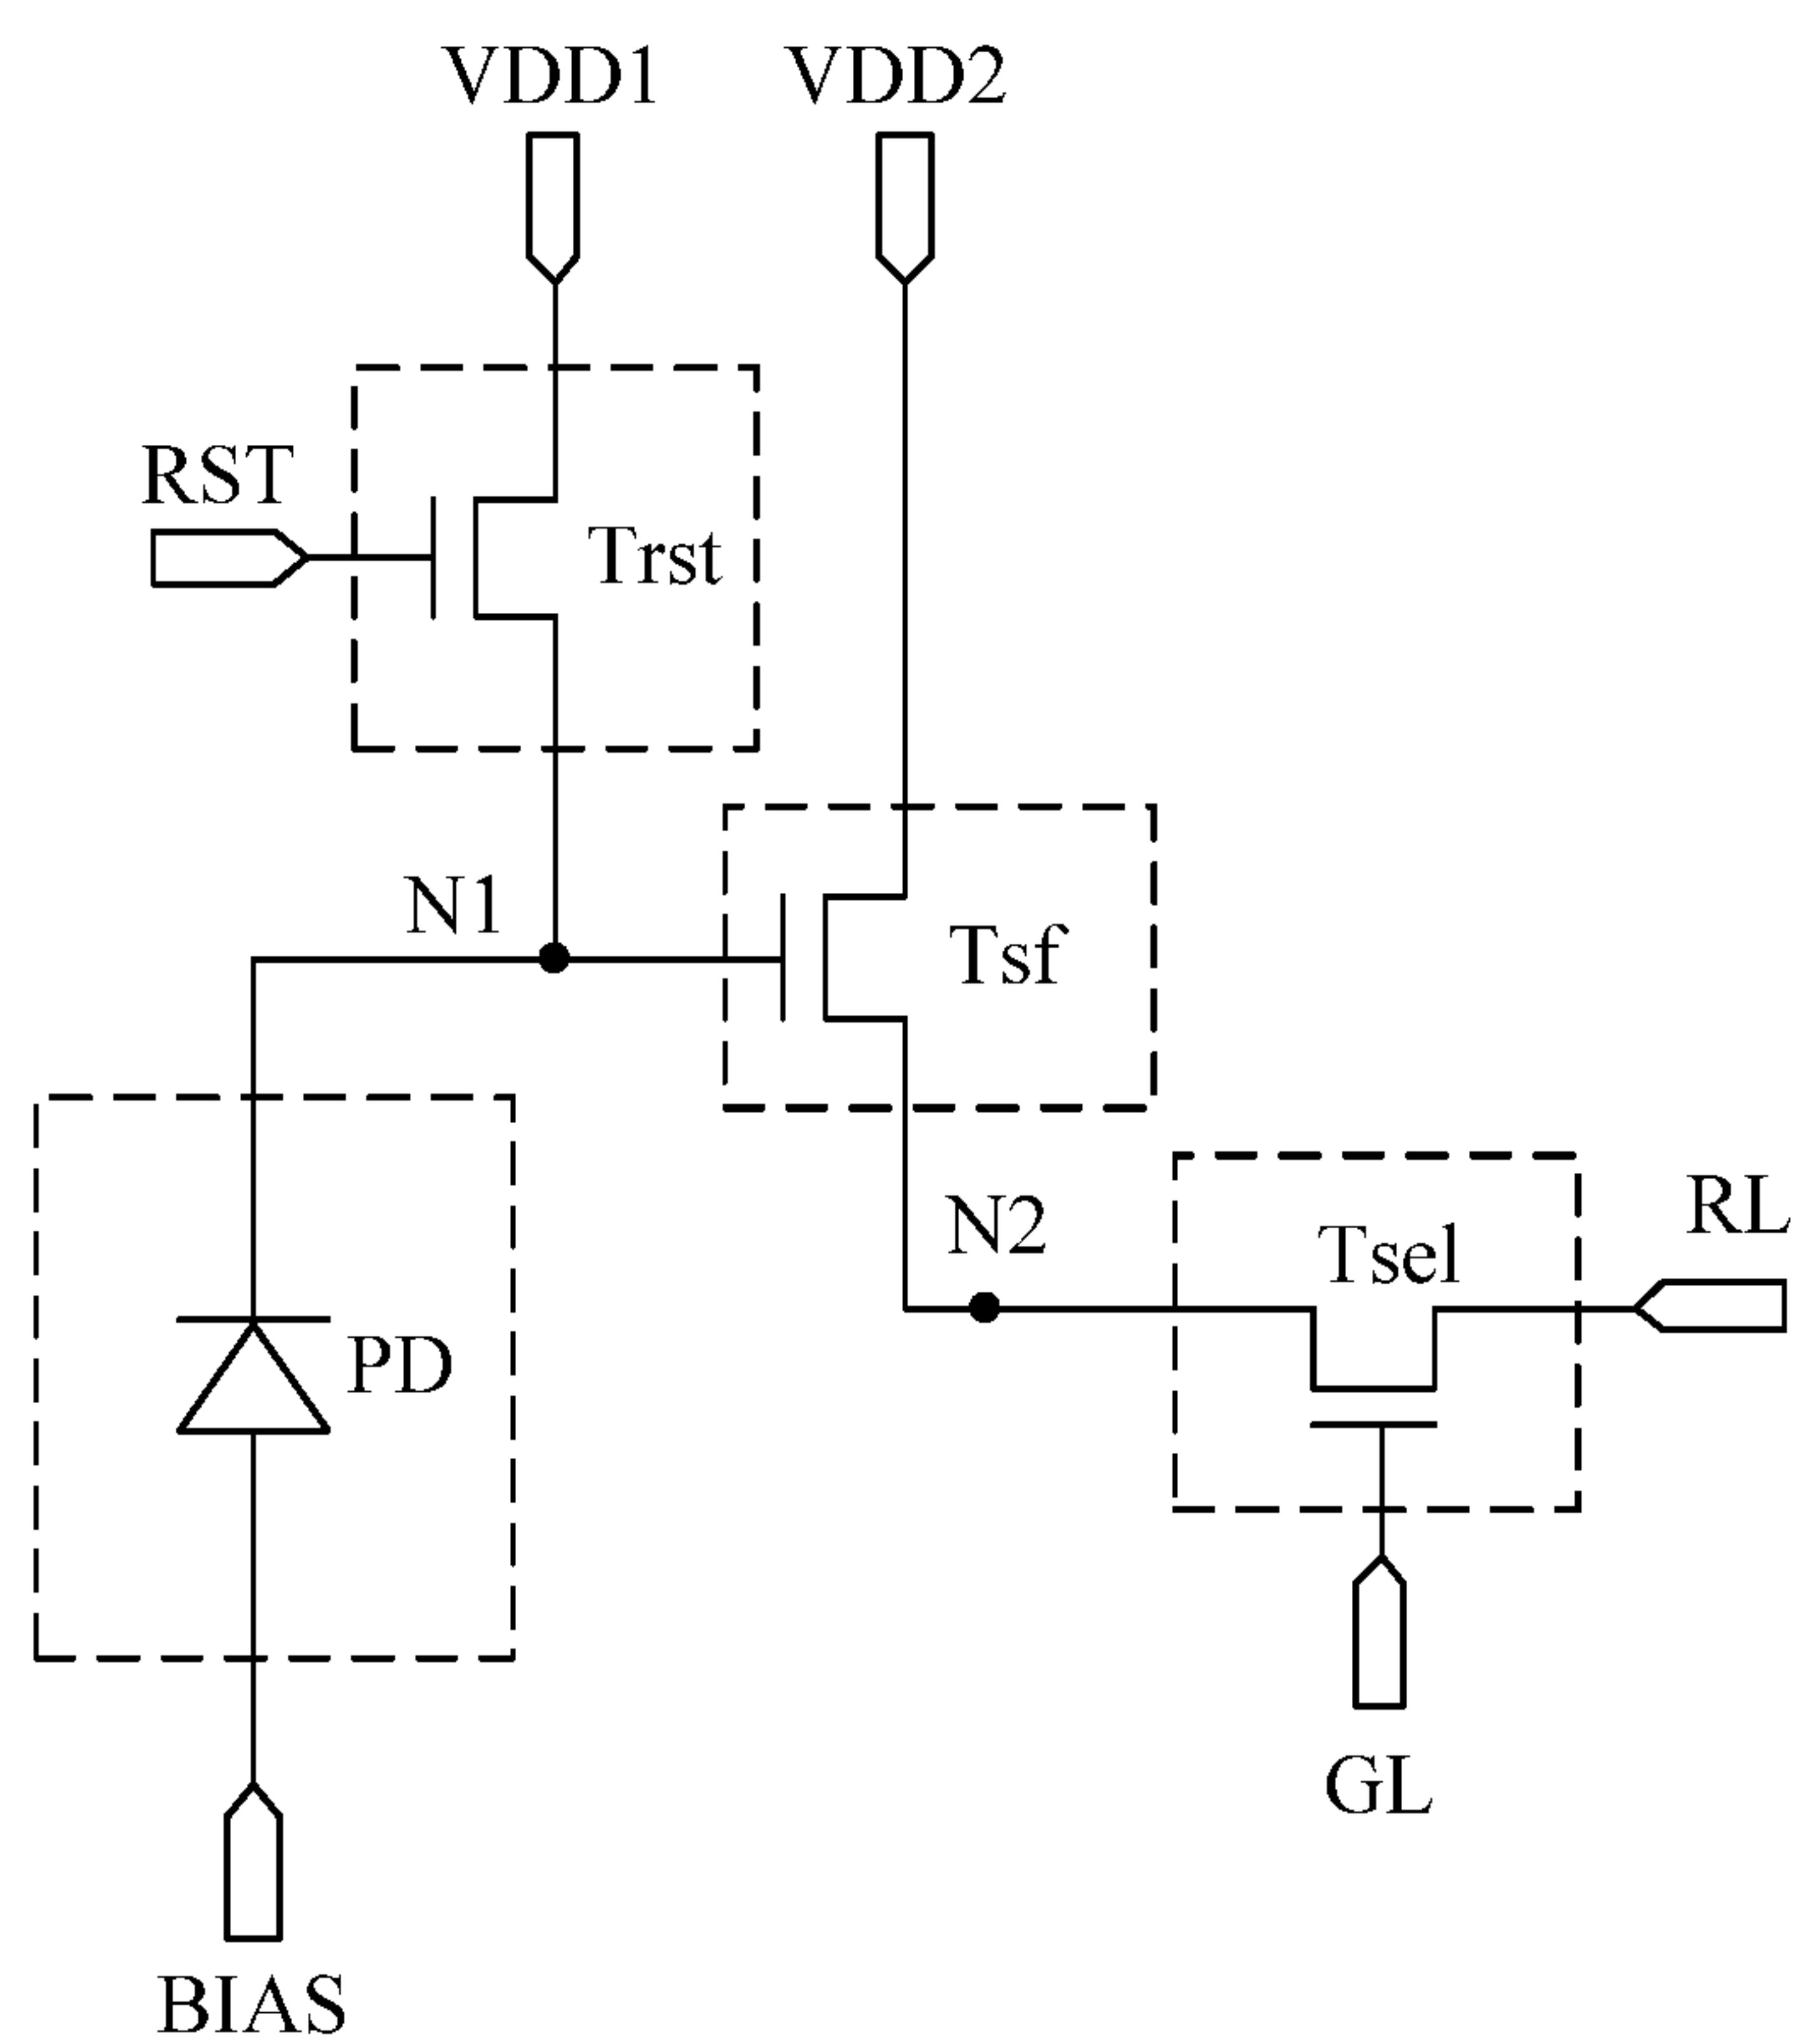 VDD1 VDD2
RST
Trst
N1
Tsf
N2
RL
Tsel
PD
GL
BIAS